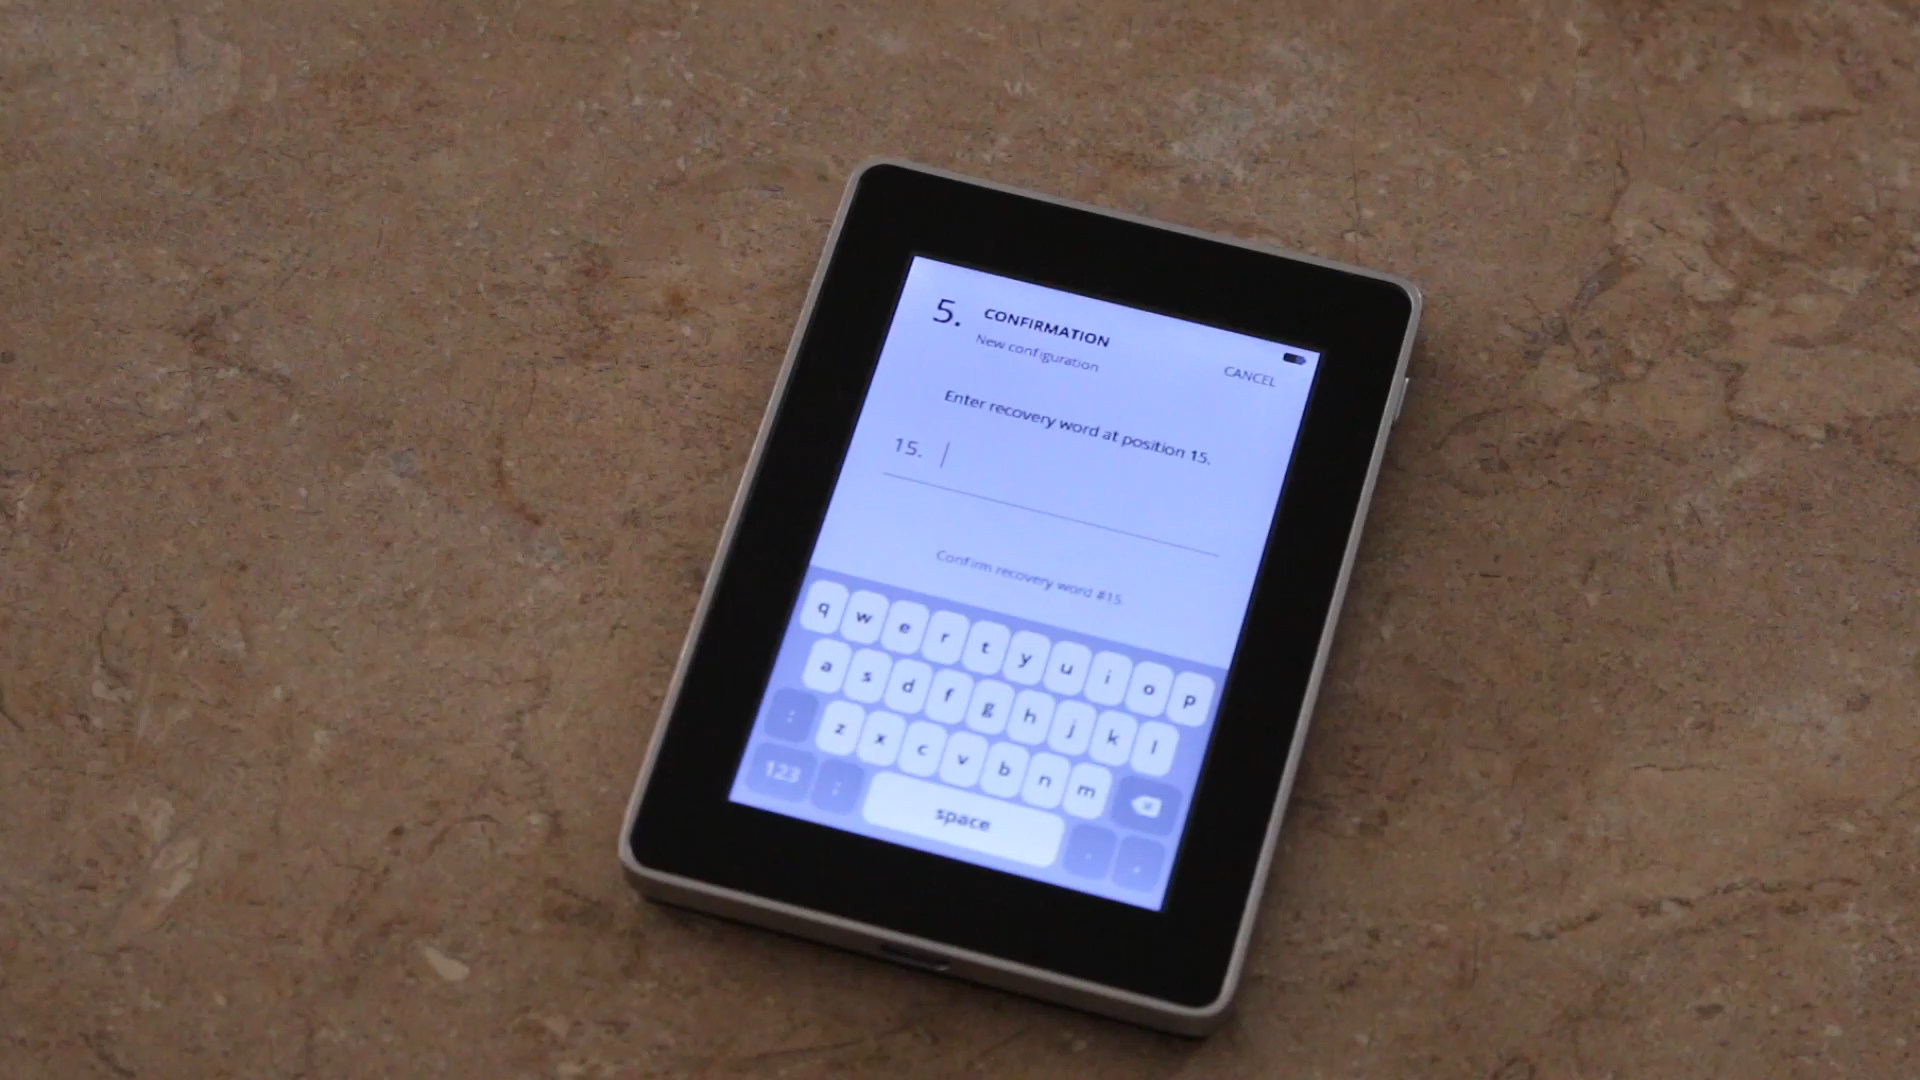 5. CONFIRMATION
New configuration
CANCEL
Enter recovery word at position 15.
15.
Confirm recovery word #15.
q w e r t y u i o p
a s d f g h j k l
: z x c v b n m
123 ; space . ,